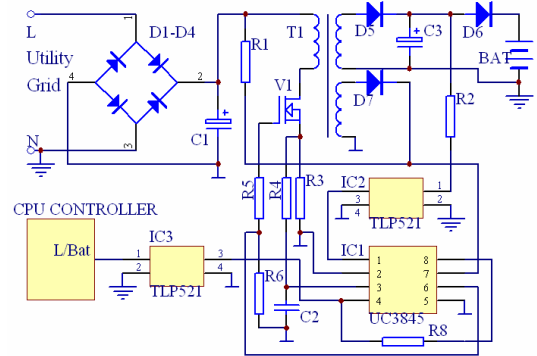 L
Utility
Grid
N
1
2
3
4
D1-D4
C1
R1
T1
V1
D5
C3
D6
BAT
D7
R2
R5
R4
R3
IC2
1
2
3
4
TLP521
CPU CONTROLLER
L/Bat
IC3
1
2
3
4
TLP521
R6
C2
IC1
1
2
3
4
8
7
6
5
UC3845
R8